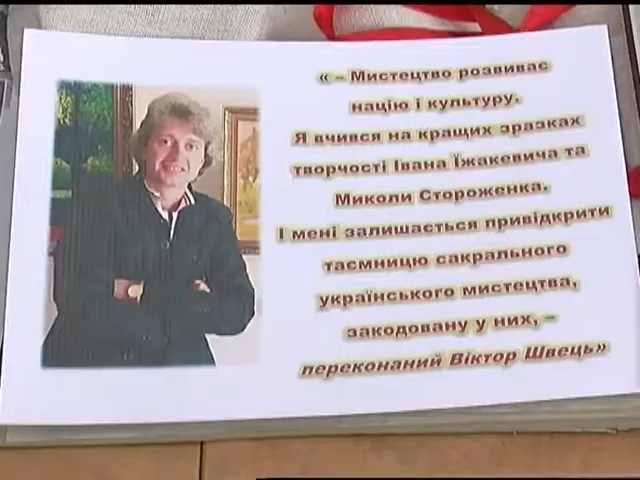 « – Мистецтво розвиває
націю і культуру.
Я вчився на кращих зразках
творчості Івана Їжакевича та
Миколи Стороженка.
І мені залишається привідкрити
таємницю сакрального
українського мистецтва,
закодовану у них, –
переконаний Віктор Швець»